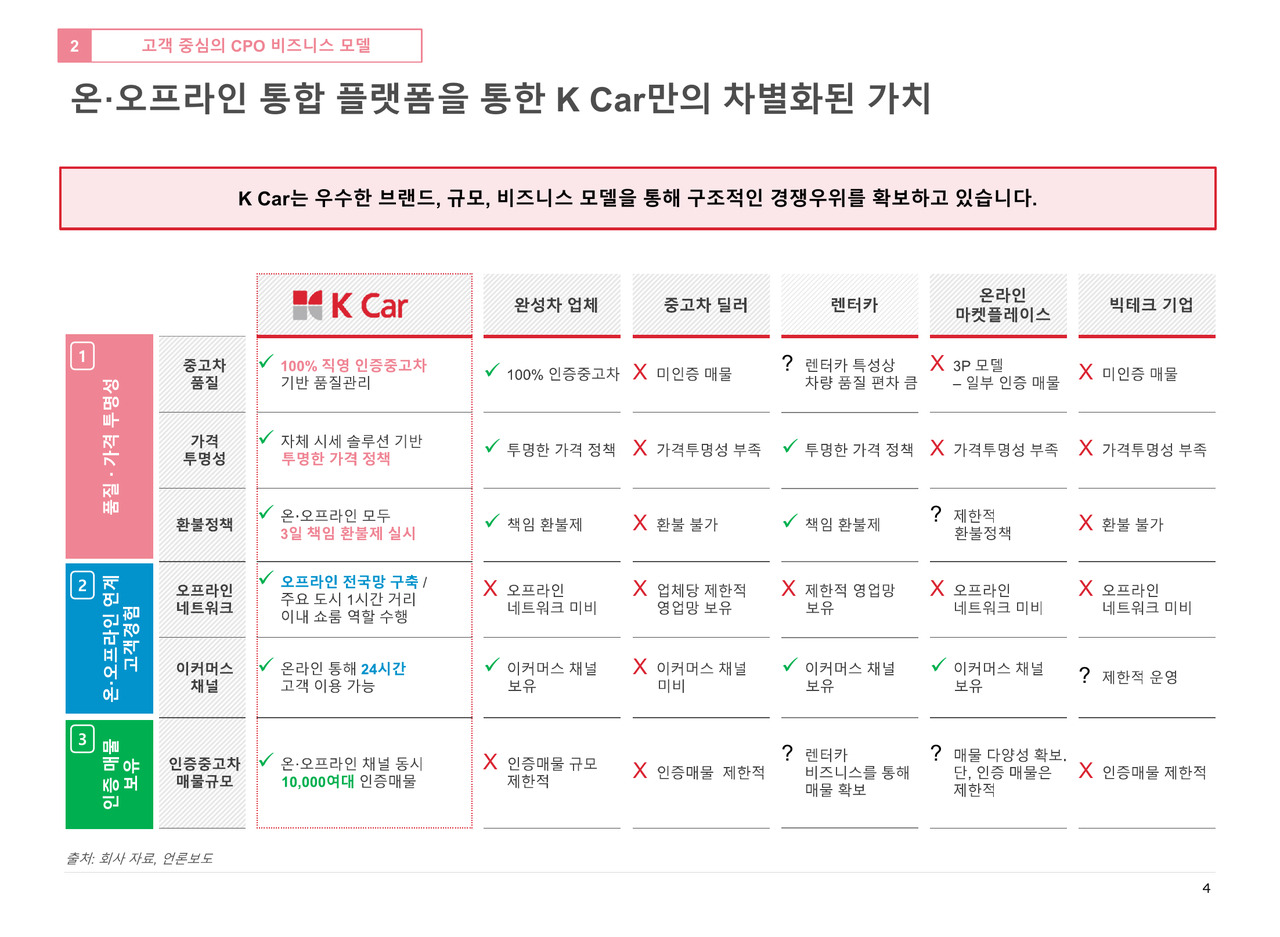 2
고객 중심의 CPO 비즈니스 모델
온·오프라인 통합 플랫폼을 통한 K Car만의 차별화된 가치
K Car는 우수한 브랜드, 규모, 비즈니스 모델을 통해 구조적인 경쟁우위를 확보하고 있습니다.
K Car
완성차 업체
중고차 딜러
렌터카
온라인
마켓플레이스
빅테크 기업
1
품질 · 가격 투명성
중고차
품질
✓ 100% 직영 인증중고차
기반 품질관리
✓ 100% 인증중고차
X 미인증 매물
? 렌터카 특성상
차량 품질 편차 큼
X 3P 모델
– 일부 인증 매물
X 미인증 매물
가격
투명성
✓ 자체 시세 솔루션 기반
투명한 가격 정책
✓ 투명한 가격 정책
X 가격투명성 부족
✓ 투명한 가격 정책
X 가격투명성 부족
X 가격투명성 부족
환불정책
✓ 온·오프라인 모두
3일 책임 환불제 실시
✓ 책임 환불제
X 환불 불가
✓ 책임 환불제
? 제한적
환불정책
X 환불 불가
2
온·오프라인 연계
고객경험
오프라인
네트워크
✓ 오프라인 전국망 구축 /
주요 도시 1시간 거리
이내 쇼룸 역할 수행
X 오프라인
네트워크 미비
X 업체당 제한적
영업망 보유
X 제한적 영업망
보유
X 오프라인
네트워크 미비
X 오프라인
네트워크 미비
이커머스
채널
✓ 온라인 통해 24시간
고객 이용 가능
✓ 이커머스 채널
보유
X 이커머스 채널
미비
✓ 이커머스 채널
보유
✓ 이커머스 채널
보유
? 제한적 운영
3
인증 매물
보유
인증중고차
매물규모
✓ 온·오프라인 채널 동시
10,000여대 인증매물
X 인증매물 규모
제한적
X 인증매물 제한적
? 렌터카
비즈니스를 통해
매물 확보
? 매물 다양성 확보.
단, 인증 매물은
제한적
X 인증매물 제한적
출처: 회사 자료, 언론보도
4